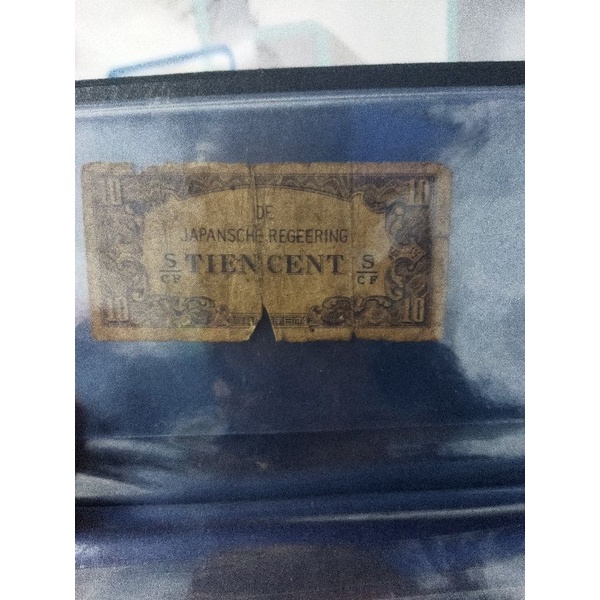 10 10
DE
JAPANSCHE REGEERING
S/CF TIEN CENT S/CF
10 10